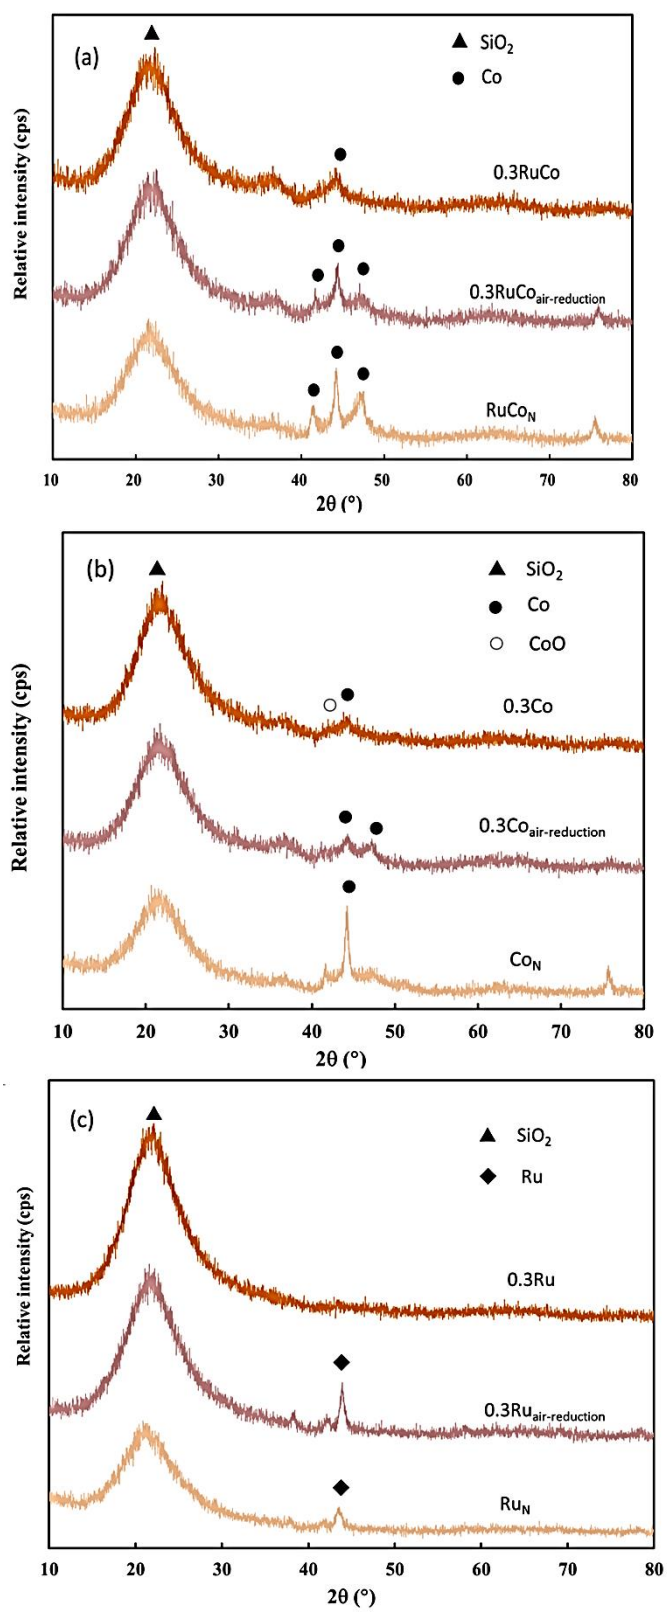 (a)
▲ SiO₂
● Co
0.3RuCo
0.3RuCoair-reduction
RuCoN
Relative intensity (cps)
10 20 30 40 50 60 70 80
2θ (°)
(b)
▲ SiO₂
● Co
○ CoO
0.3Co
0.3Coair-reduction
CoN
Relative intensity (cps)
10 20 30 40 50 60 70 80
2θ (°)
(c)
▲ SiO₂
◆ Ru
0.3Ru
0.3Ruair-reduction
RuN
Relative intensity (cps)
10 20 30 40 50 60 70 80
2θ (°)